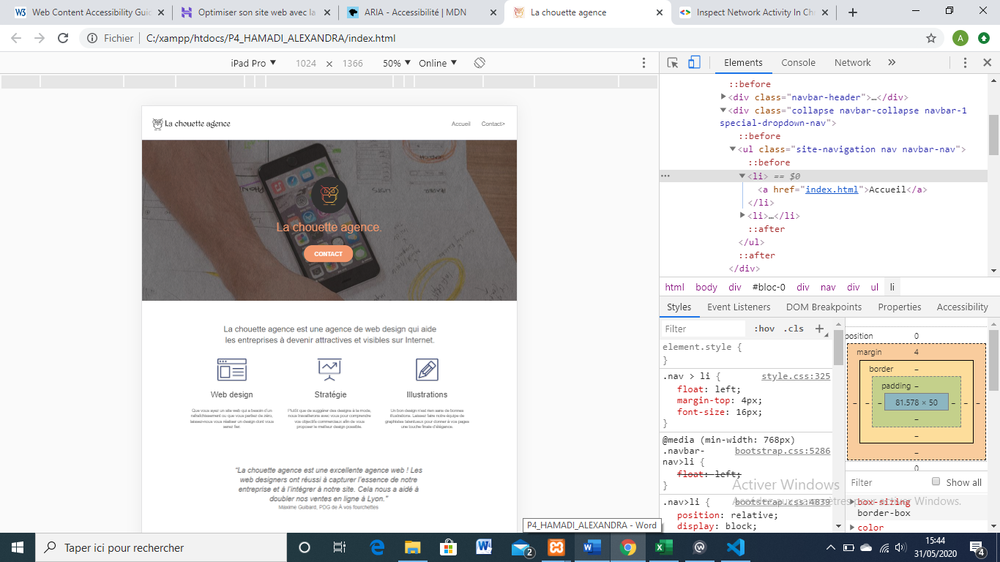 Web Content Accessibility Guid
Optimiser son site web avec la
ARIA - Accessibilité | MDN
La chouette agence
Inspect Network Activity In Chr
Fichier
C:/xampp/htdocs/P4_HAMADI_ALEXANDRA/index.html
A
iPad Pro ▼ 1024 × 1366 50% ▼ Online ▼
Elements Console Network »
La chouette agence
Accueil Contact>
La chouette agence.
CONTACT
La chouette agence est une agence de web design qui aide
les entreprises à devenir attractives et visibles sur Internet.
Web design
Stratégie
Illustrations
Que vous ayez un site web qui a besoin d'un
rafraîchissement ou que vous partiez de zéro,
laissez-nous vous réaliser un design dont vous
serez fier.
Plutôt que de suggérer des designs à la mode,
nous travaillerons avec vous pour comprendre
vos objectifs commerciaux afin de vous
proposer le meilleur design possible.
Un bon design n'est rien sans de bonnes
illustrations. Laissez faire notre équipe de
graphistes talentueux pour donner à vos pages
une touche finale d'élégance.
"La chouette agence est une excellente agence web ! Les
web designers ont réussi à capturer l'essence de notre
entreprise et à l'intégrer à notre site. Cela nous a aidé à
doubler nos ventes en ligne à Lyon."
Maxime Guibard, PDG de À vos fourchettes
::before
<div class="navbar-header">…</div>
<div class="collapse navbar-collapse navbar-1
special-dropdown-nav">
::before
<ul class="site-navigation nav navbar-nav">
::before
<li> == $0
<a href="index.html">Accueil</a>
</li>
<li>…</li>
::after
</ul>
::after
</div>
html body div #bloc-0 div nav div ul li
Styles Event Listeners DOM Breakpoints Properties Accessibility
Filter :hov .cls +
element.style {
}
.nav > li { style.css:325
float: left;
margin-top: 4px;
font-size: 16px;
}
@media (min-width: 768px)
.navbar- bootstrap.css:5286
nav>li {
float: left;
}
.nav>li { bootstrap.css:4839
position: relative;
display: block;
position 0
margin 4
border –
padding –
81.578 × 50
0
Filter Show all
box-sizing
border-box
color
Activer Windows
Accédez aux paramètres pour activer Windows.
P4_HAMADI_ALEXANDRA - Word
Taper ici pour rechercher
2
15:44
31/05/2020
4